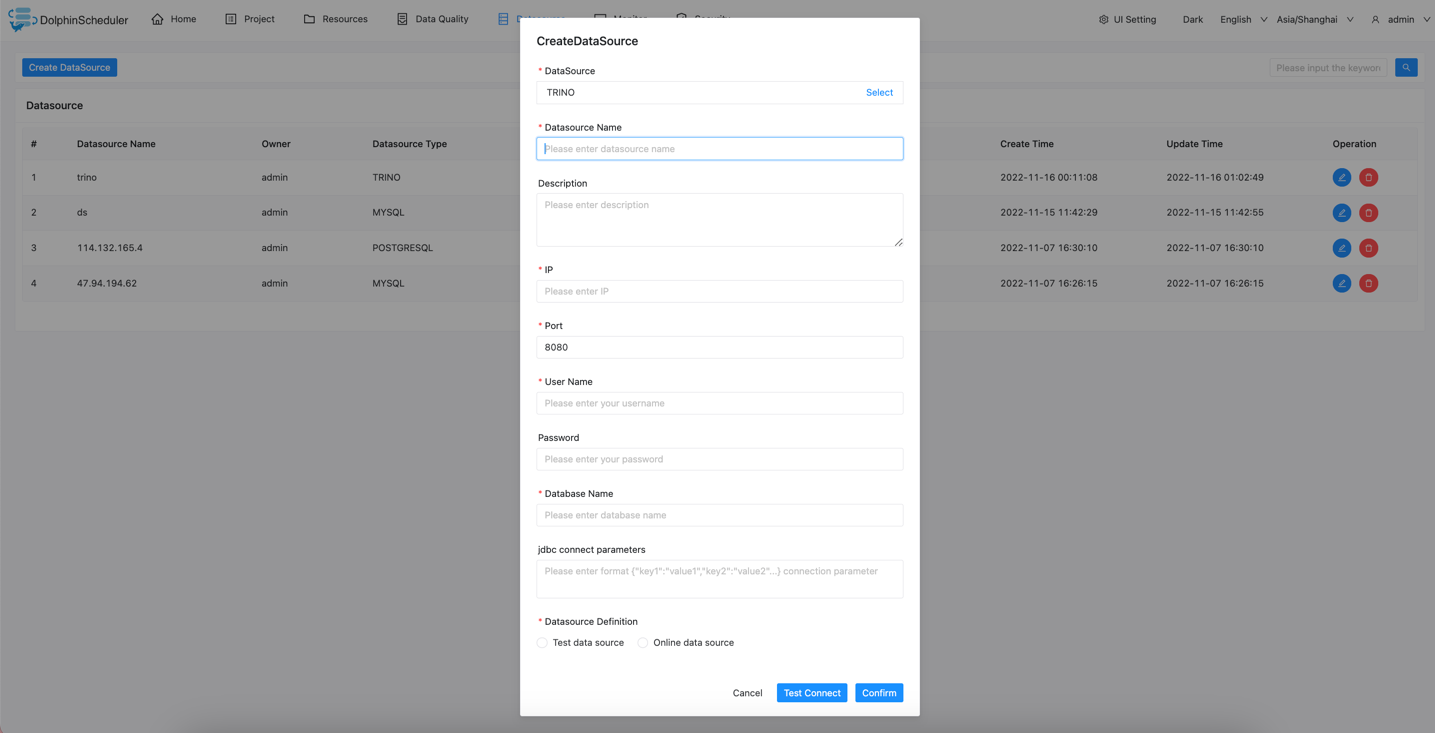 DolphinScheduler Home Project Resources Data Quality Datasource Monitor Security UI Setting Dark English Asia/Shanghai admin
CreateDataSource
Create DataSource
Please input the keywor
* DataSource
TRINO Select
Datasource
* Datasource Name
Please enter datasource name
# Datasource Name Owner Datasource Type Create Time Update Time Operation
1 trino admin TRINO 2022-11-16 00:11:08 2022-11-16 01:02:49
2 ds admin MYSQL 2022-11-15 11:42:29 2022-11-15 11:42:55
3 114.132.165.4 admin POSTGRESQL 2022-11-07 16:30:10 2022-11-07 16:30:10
4 47.94.194.62 admin MYSQL 2022-11-07 16:26:15 2022-11-07 16:26:15
Description
Please enter description
* IP
Please enter IP
* Port
8080
* User Name
Please enter your username
Password
Please enter your password
* Database Name
Please enter database name
jdbc connect parameters
Please enter format {"key1":"value1","key2":"value2"...} connection parameter
* Datasource Definition
Test data source Online data source
Cancel Test Connect Confirm